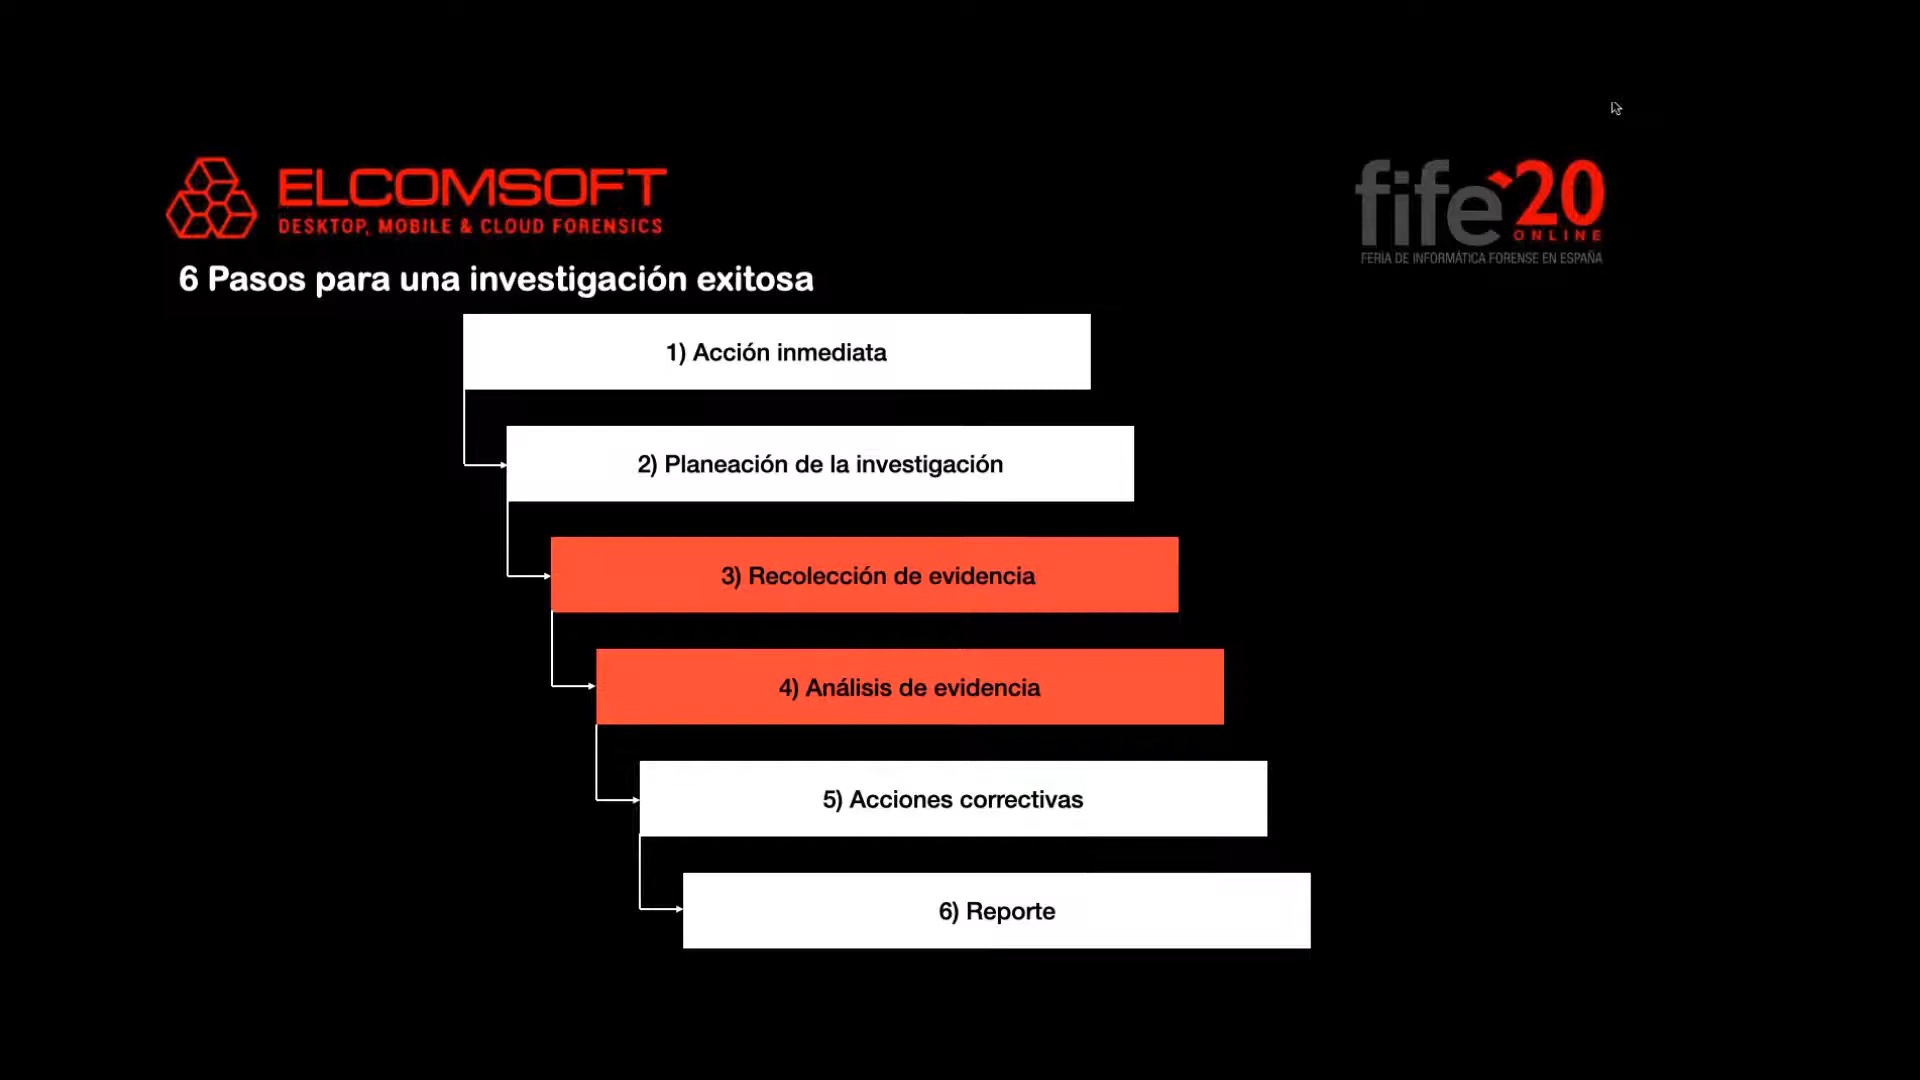 ELCOMSOFT
DESKTOP, MOBILE & CLOUD FORENSICS
fife'20
ONLINE
FERIA DE INFORMÁTICA FORENSE EN ESPAÑA
6 Pasos para una investigación exitosa
1) Acción inmediata
2) Planeación de la investigación
3) Recolección de evidencia
4) Análisis de evidencia
5) Acciones correctivas
6) Reporte